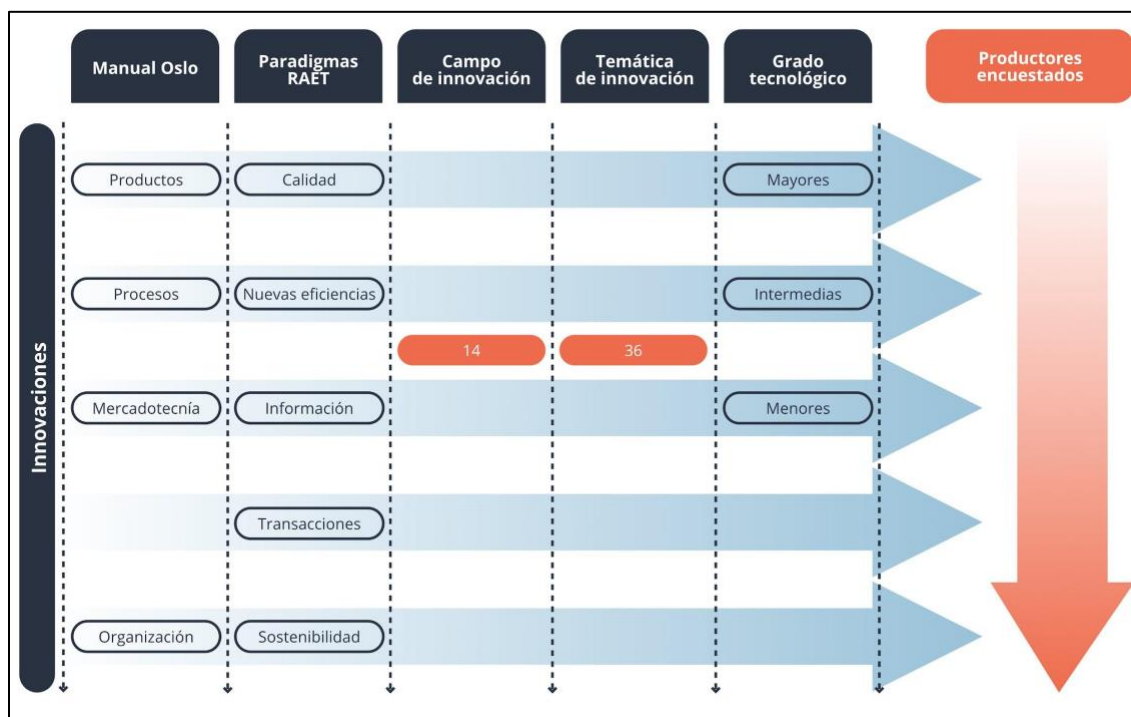 Manual Oslo
Paradigmas
RAET
Campo
de innovación
Temática
de innovación
Grado
tecnológico
Productores
encuestados
Innovaciones
Productos
Calidad
Mayores
Procesos
Nuevas eficiencias
Intermedias
14
36
Mercadotecnía
Información
Menores
Transacciones
Organización
Sostenibilidad